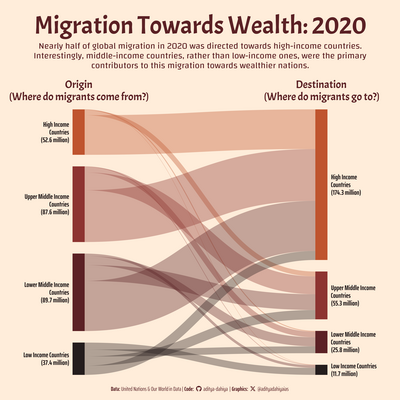 Migration Towards Wealth: 2020
Nearly half of global migration in 2020 was directed towards high-income countries.
Interestingly, middle-income countries, rather than low-income ones, were the primary
contributors to this migration towards wealthier nations.
Origin
(Where do migrants come from?)
Destination
(Where do migrants go to?)
High Income
Countries
(52.6 million)
Upper Middle Income
Countries
(87.6 million)
Lower Middle Income
Countries
(89.7 million)
Low Income Countries
(37.4 million)
High Income
Countries
(174.3 million)
Upper Middle Income
Countries
(55.3 million)
Lower Middle Income
Countries
(25.8 million)
Low Income Countries
(11.7 million)
Data: United Nations & Our World in Data | Code: aditya-dahiya | Graphics: X @adityadahiyaias